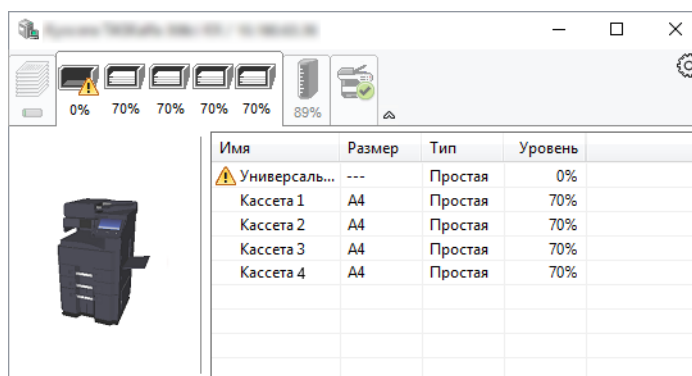 0% 70% 70% 70% 70% 89%
Имя Размер Тип Уровень
Универсаль... --- Простая 0%
Кассета 1 A4 Простая 70%
Кассета 2 A4 Простая 70%
Кассета 3 A4 Простая 70%
Кассета 4 A4 Простая 70%